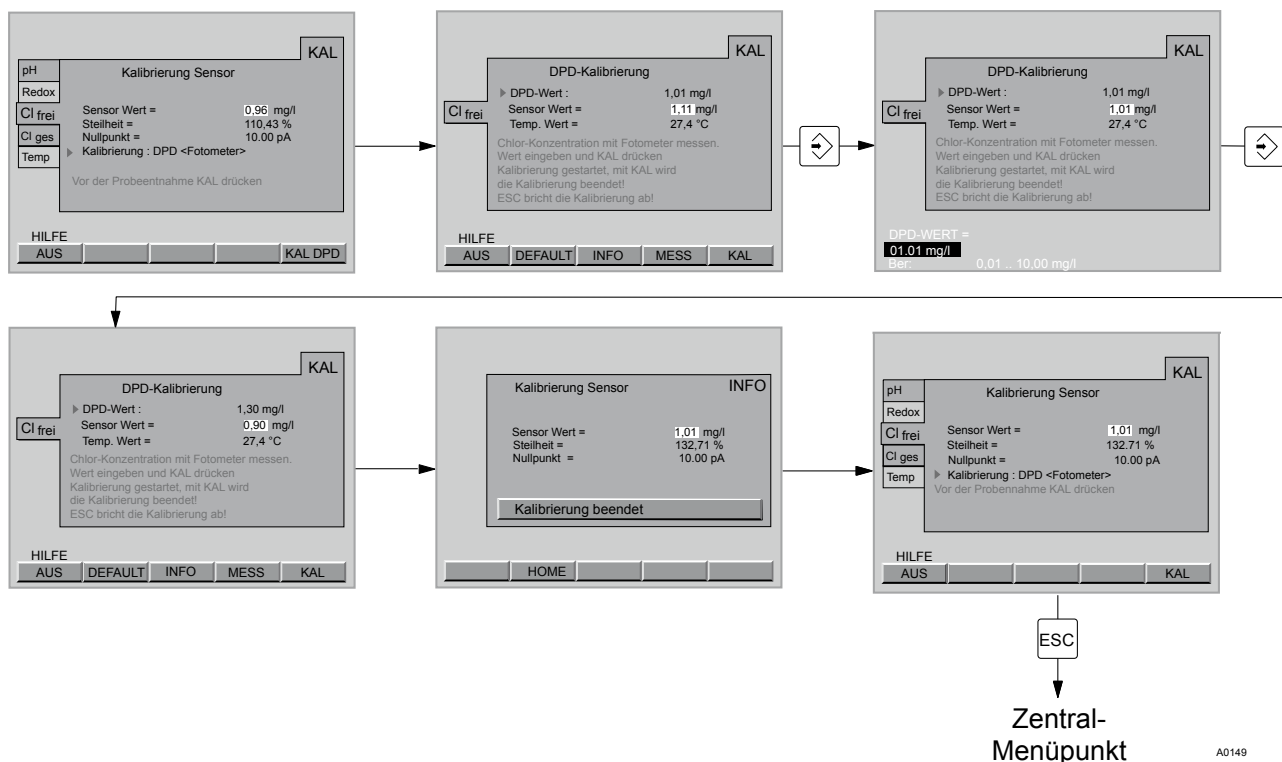 KAL
pH
Redox
Cl frei
Cl ges
Temp
Kalibrierung Sensor
Sensor Wert = 0,96 mg/l
Steilheit = 110,43 %
Nullpunkt = 10.00 pA
Kalibrierung : DPD <Fotometer>
Vor der Probeentnahme KAL drücken
HILFE
AUS KAL DPD
KAL
Cl frei
DPD-Kalibrierung
DPD-Wert : 1,01 mg/l
Sensor Wert = 1,11 mg/l
Temp. Wert = 27,4 °C
Chlor-Konzentration mit Fotometer messen.
Wert eingeben und KAL drücken
Kalibrierung gestartet, mit KAL wird
die Kalibrierung beendet!
ESC bricht die Kalibrierung ab!
HILFE
AUS DEFAULT INFO MESS KAL
KAL
Cl frei
DPD-Kalibrierung
DPD-Wert : 1,01 mg/l
Sensor Wert = 1,01 mg/l
Temp. Wert = 27,4 °C
Chlor-Konzentration mit Fotometer messen.
Wert eingeben und KAL drücken
Kalibrierung gestartet, mit KAL wird
die Kalibrierung beendet!
ESC bricht die Kalibrierung ab!
DPD-WERT =
01.01 mg/l
Ber: 0,01 .. 10,00 mg/l
KAL
Cl frei
DPD-Kalibrierung
DPD-Wert : 1,30 mg/l
Sensor Wert = 0,90 mg/l
Temp. Wert = 27,4 °C
Chlor-Konzentration mit Fotometer messen.
Wert eingeben und KAL drücken
Kalibrierung gestartet, mit KAL wird
die Kalibrierung beendet!
ESC bricht die Kalibrierung ab!
HILFE
AUS DEFAULT INFO MESS KAL
Kalibrierung Sensor INFO
Sensor Wert = 1,01 mg/l
Steilheit = 132,71 %
Nullpunkt = 10.00 pA
Kalibrierung beendet
HOME
KAL
pH
Redox
Cl frei
Cl ges
Temp
Kalibrierung Sensor
Sensor Wert = 1,01 mg/l
Steilheit = 132.71 %
Nullpunkt = 10.00 pA
Kalibrierung : DPD <Fotometer>
Vor der Probennahme KAL drücken
HILFE
AUS KAL
ESC
Zentral-
Menüpunkt
A0149